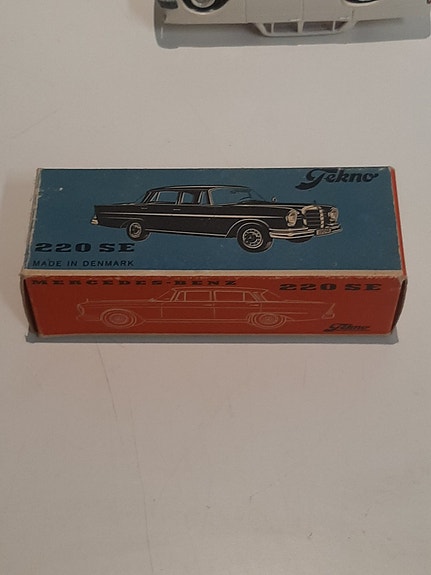 Tekno
220 SE
MADE IN DENMARK
MERCEDES-BENZ 220 SE
Tekno